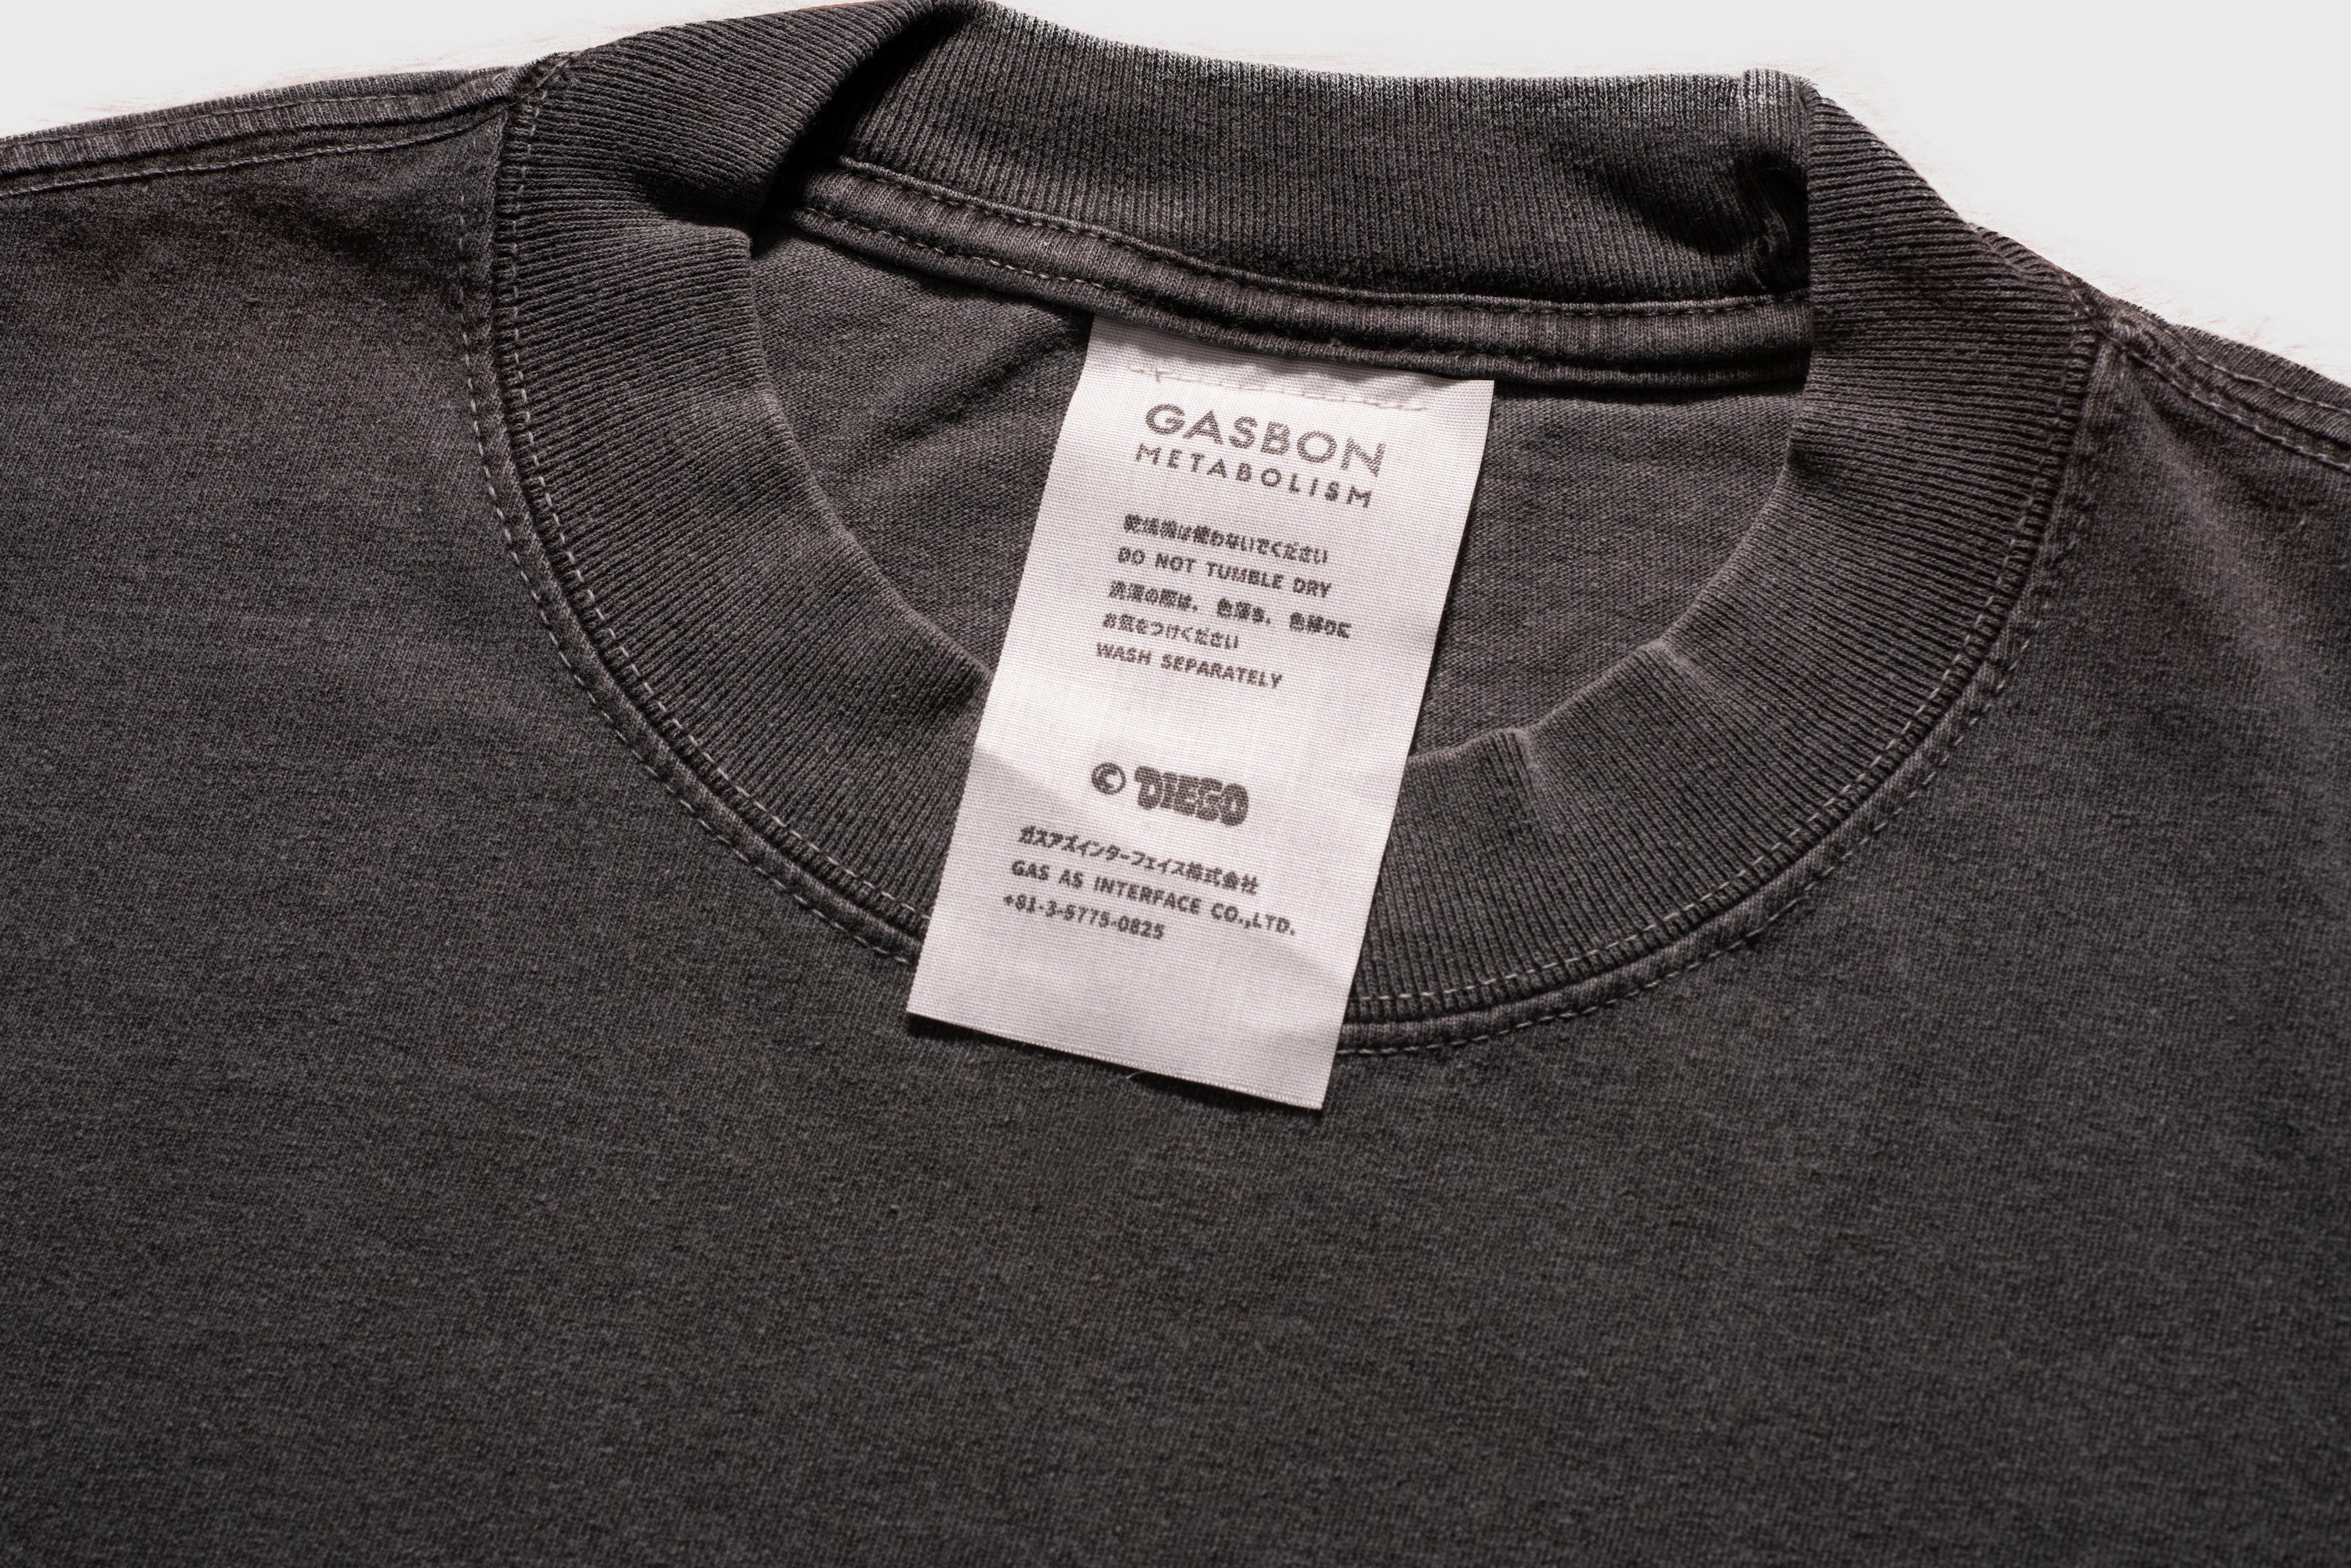 GASBON
METABOLISM
乾燥機は使わないでください
DO NOT TUMBLE DRY
洗濯の際は、色落ち、色移りに
お気をつけください
WASH SEPARATELY
© DIEGO
ガスアズインターフェイス株式会社
GAS AS INTERFACE CO.,LTD.
+81-3-5775-0825